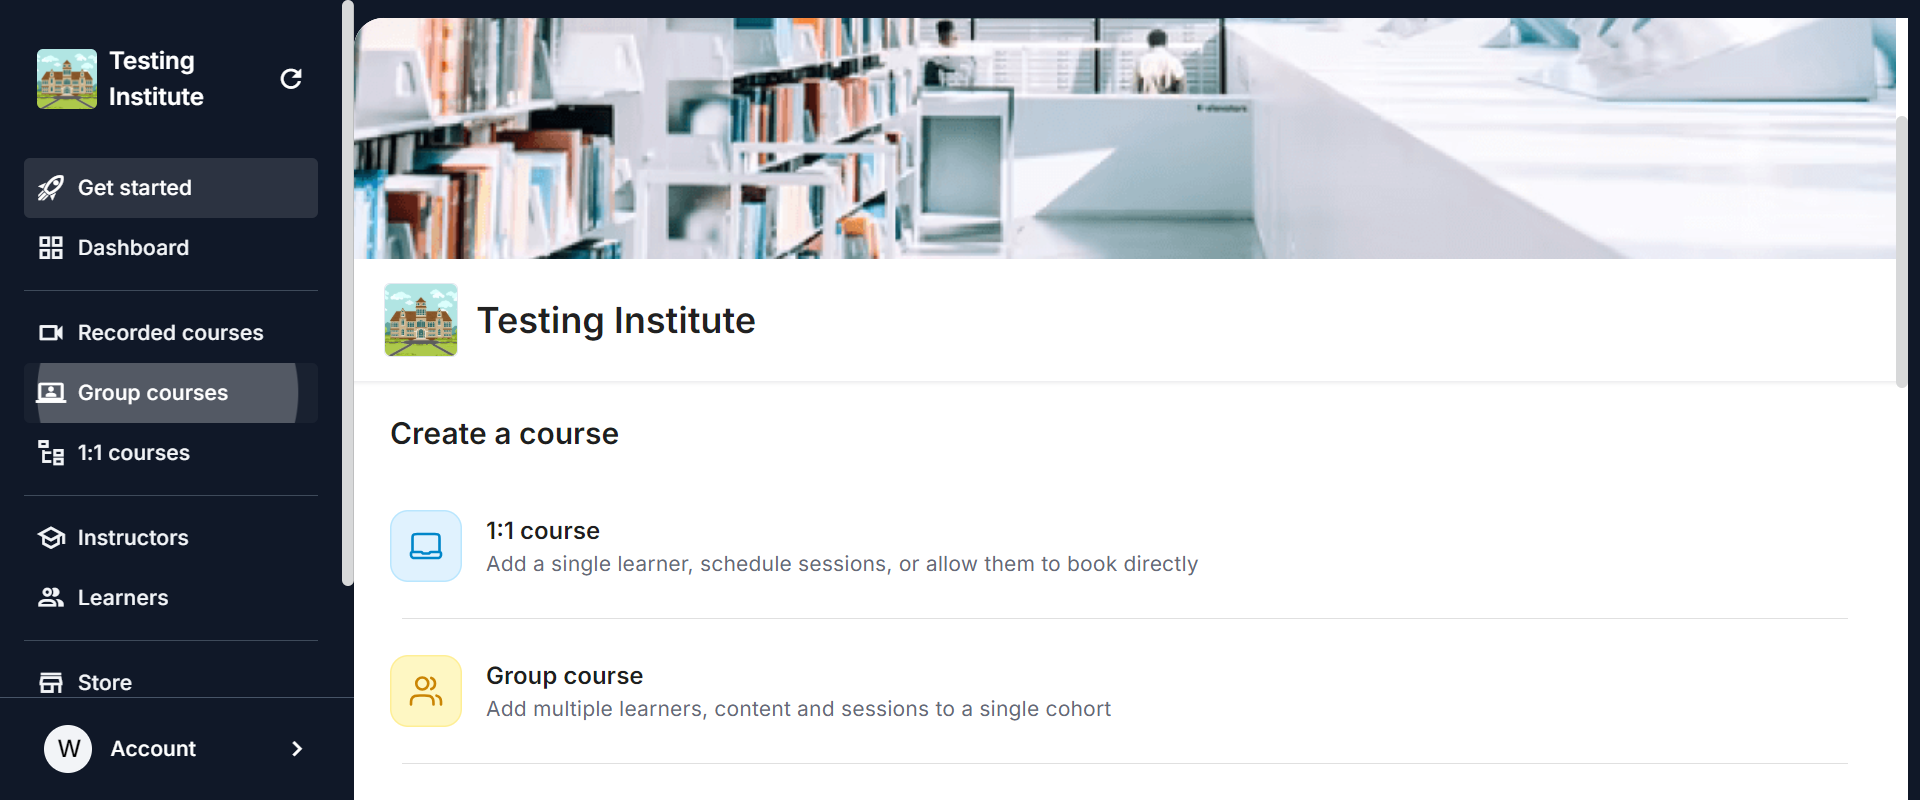 Testing
Institute
Get started
Dashboard
Recorded courses
Group courses
1:1 courses
Instructors
Learners
Store
W
Account
Testing Institute
Create a course
1:1 course
Add a single learner, schedule sessions, or allow them to book directly
Group course
Add multiple learners, content and sessions to a single cohort